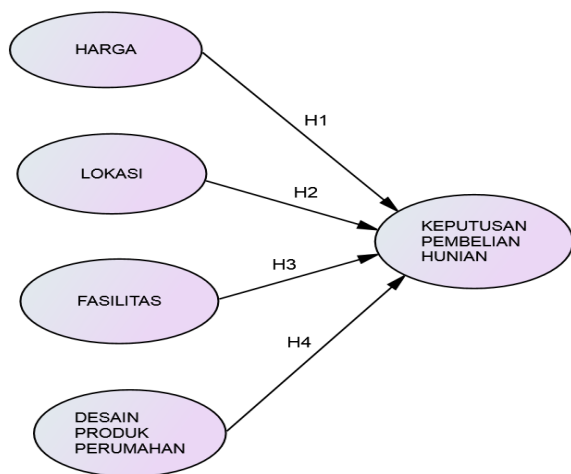 HARGA
H1
LOKASI
H2
KEPUTUSAN
PEMBELIAN
HUNIAN
H3
FASILITAS
H4
DESAIN
PRODUK
PERUMAHAN